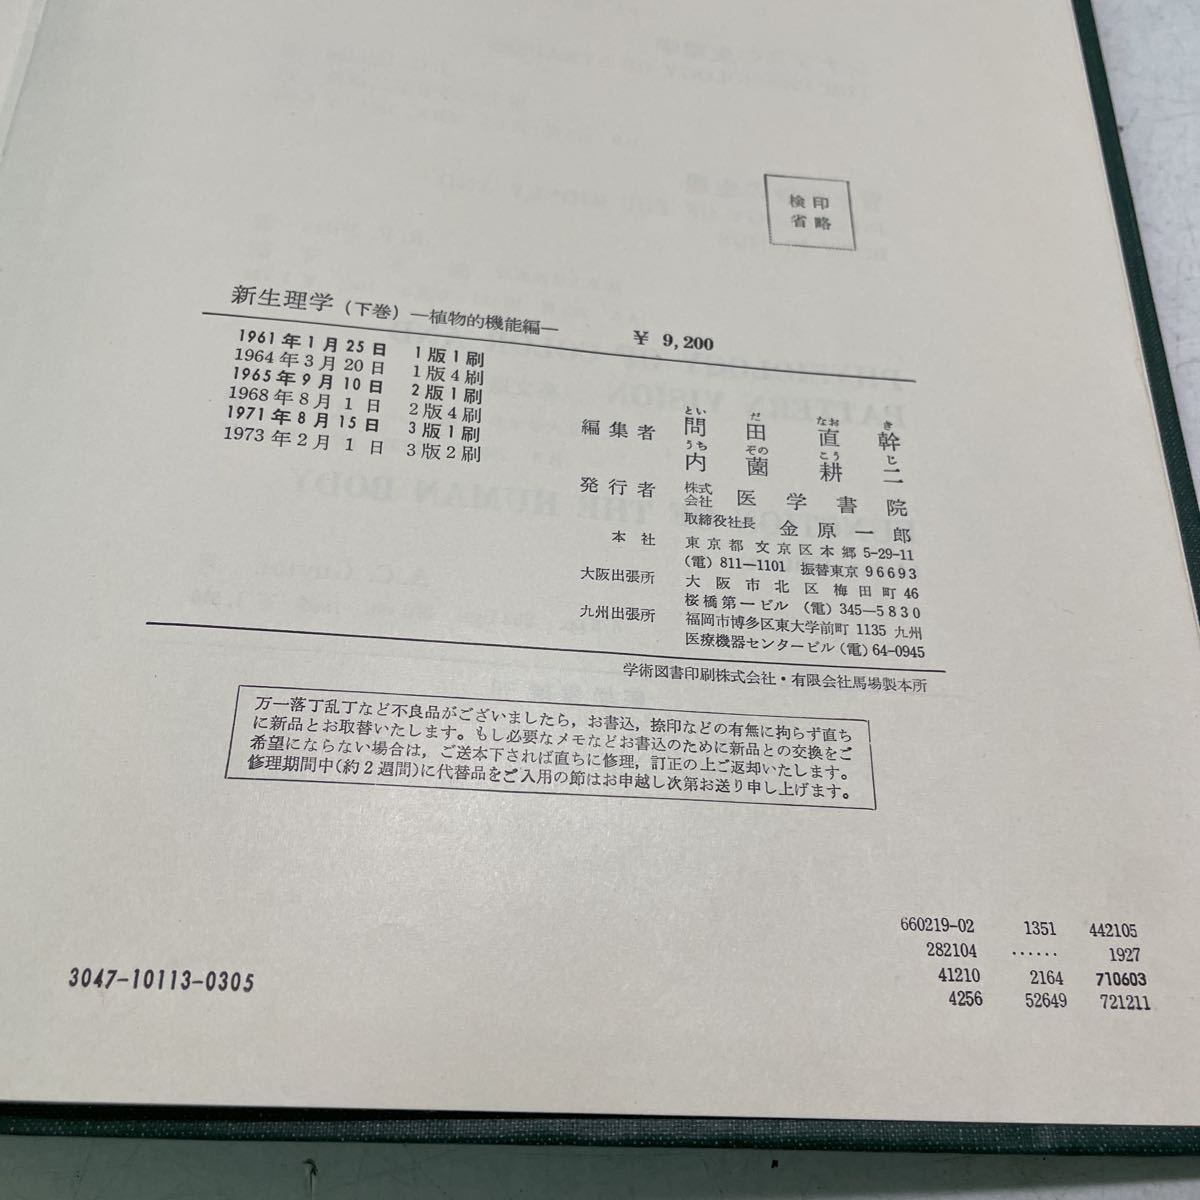 検印
省略
新生理学（下巻）―植物的機能編―　¥ 9,200
1961年1月25日　1版1刷
1964年3月20日　1版4刷
1965年9月10日　2版1刷
1968年8月1日　2版4刷
1971年8月15日　3版1刷
1973年2月1日　3版2刷
とい だ なお き
編集者　問田直幹
うち ぞの こう じ
内薗耕二
発行者　株式会社 医学書院
取締役社長 金原一郎
本社　東京都文京区本郷5-29-11
(電) 811―1101 振替東京 96693
大阪出張所　大阪市北区梅田町46
桜橋第一ビル (電) 345―5830
九州出張所　福岡市博多区東大学前町 1135 九州
医療機器センタービル (電) 64-0945
学術図書印刷株式会社・有限会社馬場製本所
万一落丁乱丁など不良品がございましたら，お書込，捺印などの有無に拘らず直ち
に新品とお取替いたします。もし必要なメモなどお書込のために新品との交換をご
希望にならない場合は，ご送本下されば直ちに修理，訂正の上ご返却いたします。
修理期間中(約2週間)に代替品をご入用の節はお申越し次第お送り申し上げます。
660219-02 1351 442105
282104 ...... 1927
41210 2164 710603
4256 52649 721211
3047-10113-0305